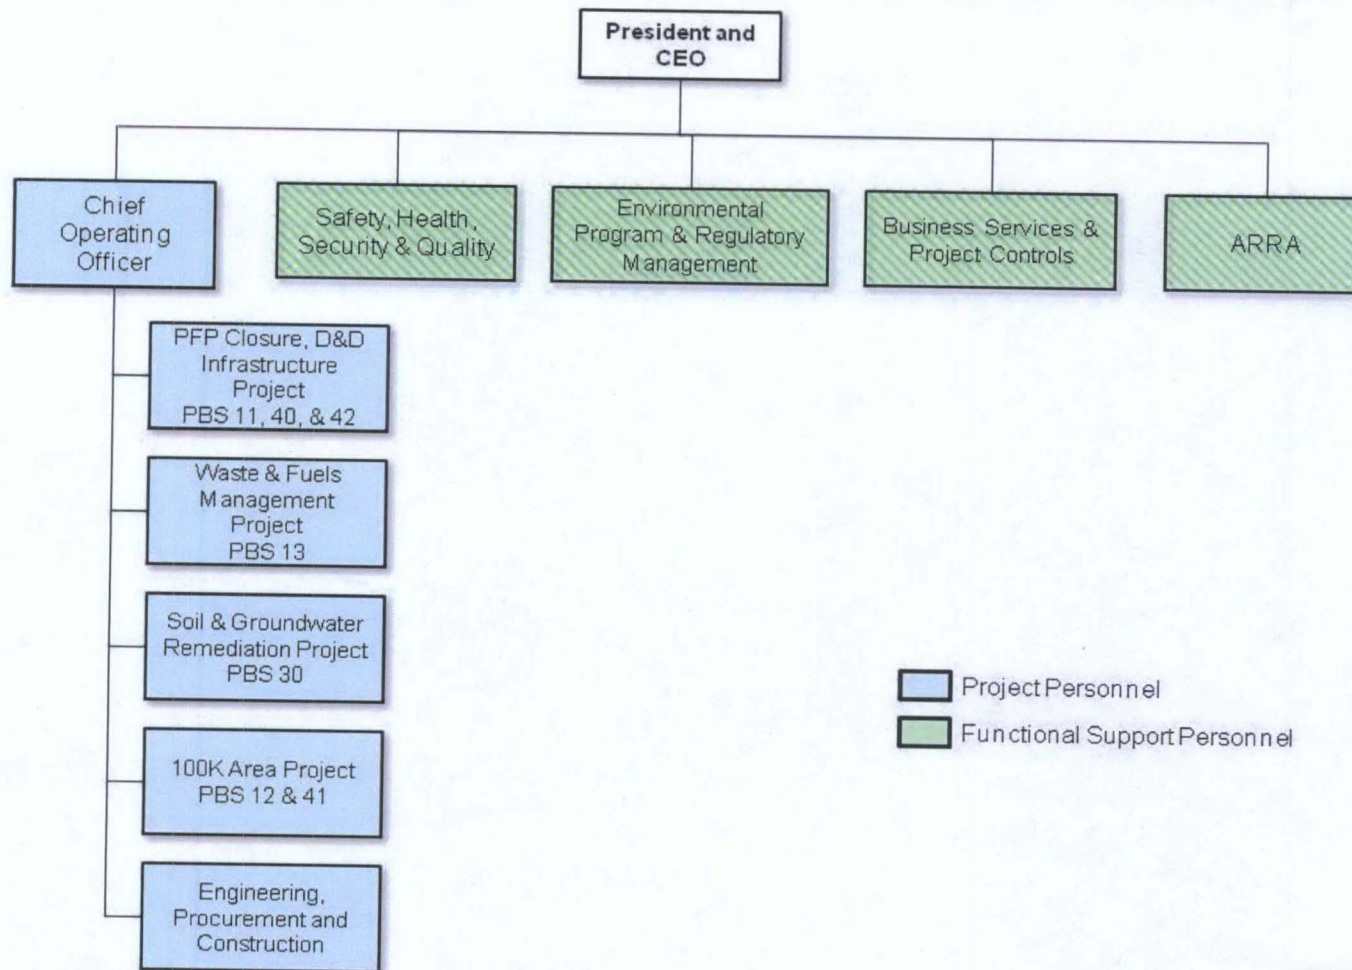 President and
CEO
Chief
Operating
Officer
Safety, Health,
Security & Quality
Environmental
Program & Regulatory
Management
Business Services &
Project Controls
ARRA
PFP Closure, D&D
Infrastructure
Project
PBS 11, 40, & 42
Waste & Fuels
Management
Project
PBS 13
Soil & Groundwater
Remediation Project
PBS 30
100K Area Project
PBS 12 & 41
Engineering,
Procurement and
Construction
Project Personnel
Functional Support Personnel